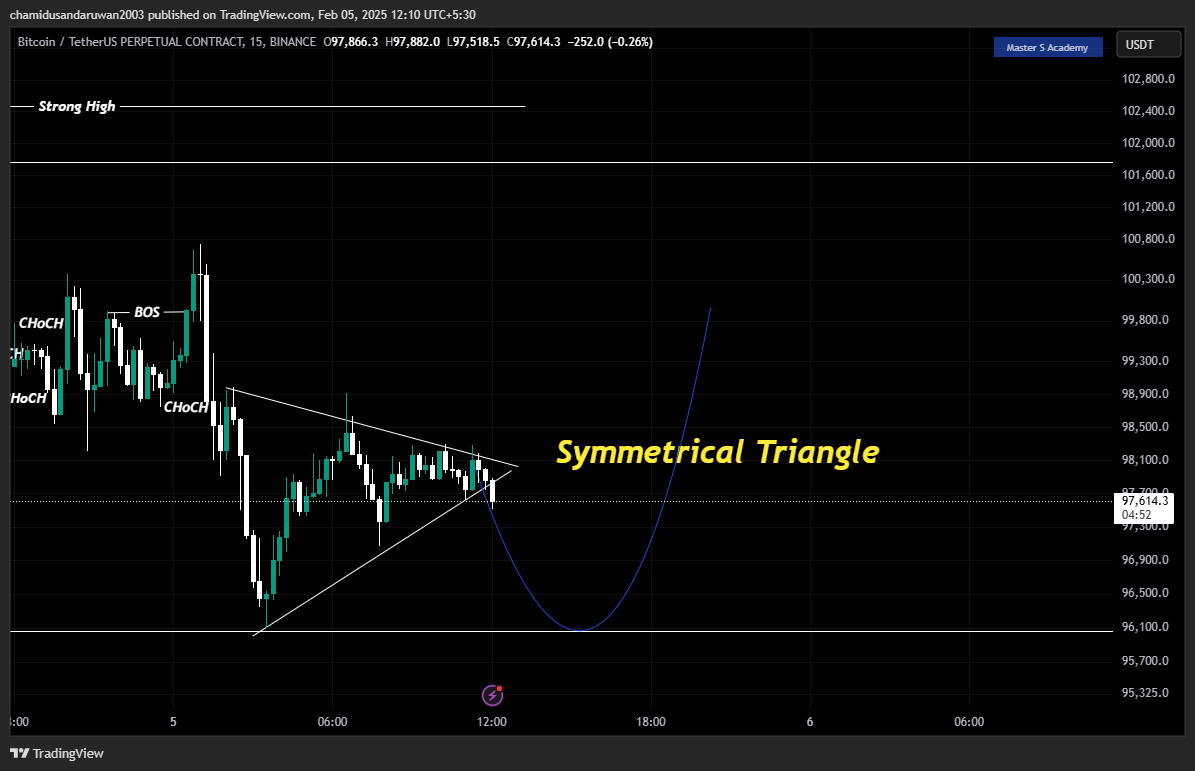 chamidusandaruwan2003 published on TradingView.com, Feb 05, 2025 12:10 UTC+5:30
Bitcoin / TetherUS PERPETUAL CONTRACT, 15, BINANCE O97,866.3 H97,882.0 L97,518.5 C97,614.3 −252.0 (−0.26%)
Master S Academy
USDT
102,800.0
Strong High
102,400.0
102,000.0
101,600.0
101,200.0
100,800.0
100,300.0
BOS
CHoCH
99,800.0
CH
99,300.0
HoCH
98,900.0
CHoCH
98,500.0
Symmetrical Triangle
98,100.0
97,700.0
97,614.3
04:52
97,300.0
96,900.0
96,500.0
96,100.0
95,700.0
95,325.0
:00
5
06:00
12:00
18:00
6
06:00
TradingView